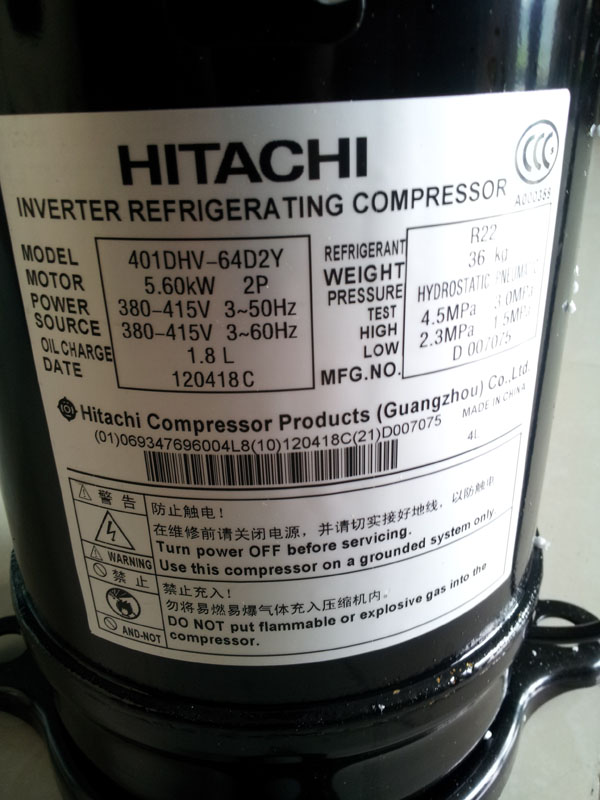 HITACHI
CCC S
A000358
INVERTER REFRIGERATING COMPRESSOR
MODEL 401DHV-64D2Y
MOTOR 5.60kW 2P
POWER 380-415V 3~50Hz
SOURCE 380-415V 3~60Hz
OIL CHARGE 1.8 L
DATE 120418C
REFRIGERANT R22
WEIGHT 36 kg
PRESSURE HYDROSTATIC PNEUMATIC
TEST
HIGH 4.5MPa 3.0MPa
LOW 2.3MPa 1.5MPa
MFG.NO. D 007075
Hitachi Compressor Products (Guangzhou) Co.,Ltd.
MADE IN CHINA
(01)069347696004L8(10)120418C(21)D007075
4L
警告
WARNING
防止触电!
在维修前请关闭电源，并请切实接好地线，以防触电
Turn power OFF before servicing.
Use this compressor on a grounded system only
禁止
AND-NOT
禁止充入!
勿将易燃易爆气体充入压缩机内。
DO NOT put flammable or explosive gas into the
compressor.